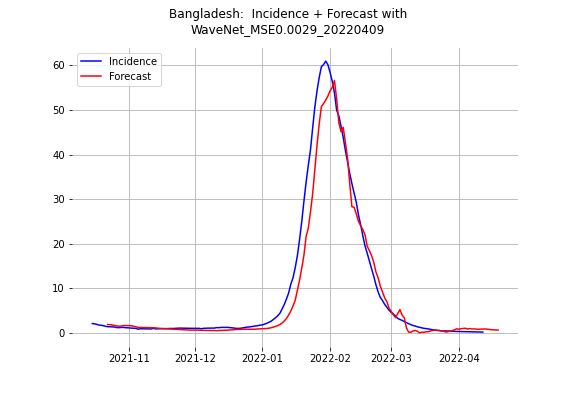 Bangladesh:  Incidence + Forecast with
WaveNet_MSE0.0029_20220409
Incidence
Forecast
60
50
40
30
20
10
0
2021-11 2021-12 2022-01 2022-02 2022-03 2022-04